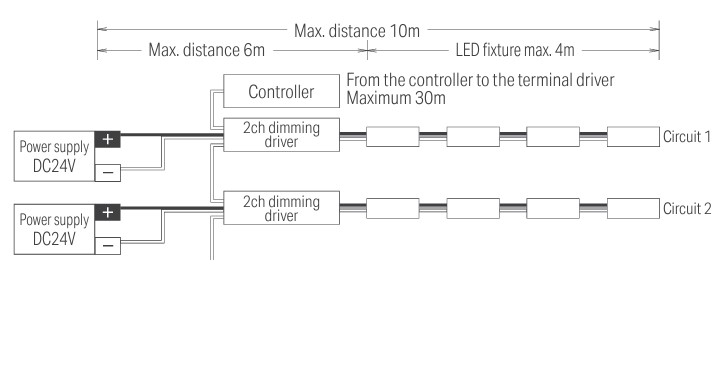 Max. distance 10m
Max. distance 6m
LED fixture max. 4m
Controller
From the controller to the terminal driver
Maximum 30m
Power supply
DC24V
+
−
2ch dimming
driver
Circuit 1
Power supply
DC24V
+
−
2ch dimming
driver
Circuit 2